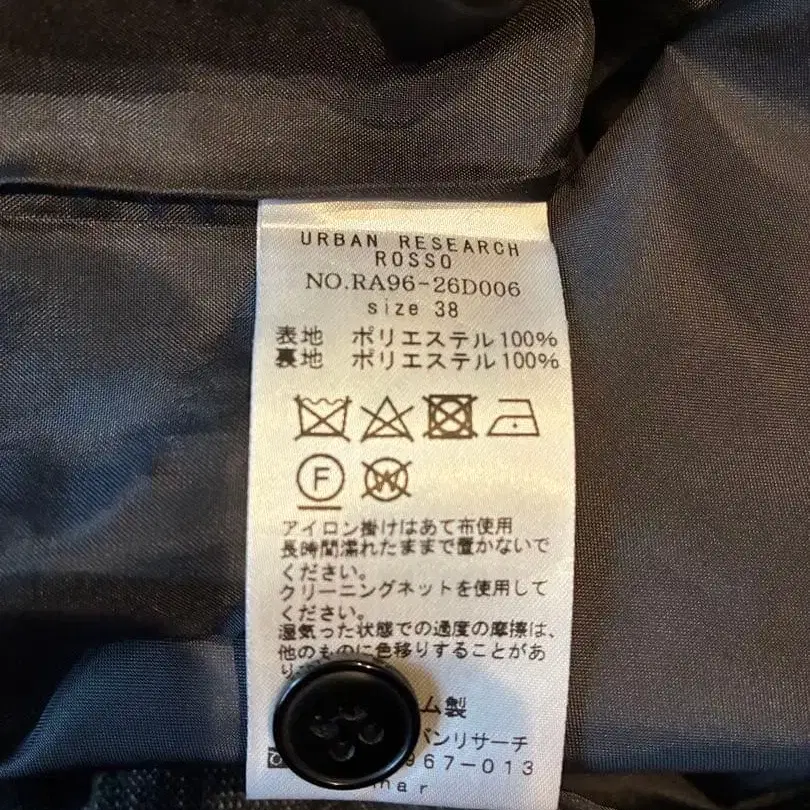 URBAN RESEARCH
ROSSO
NO.RA96-26D006
size 38
表地 ポリエステル100%
裏地 ポリエステル100%
F W
アイロン掛けはあて布使用
長時間濡れたままで置かないで
ください。
クリーニングネットを使用して
ください。
湿気った状態での過度の摩擦は、
他のものに色移りすることがあ
り
ム製
バンリサーチ
967-013
mar